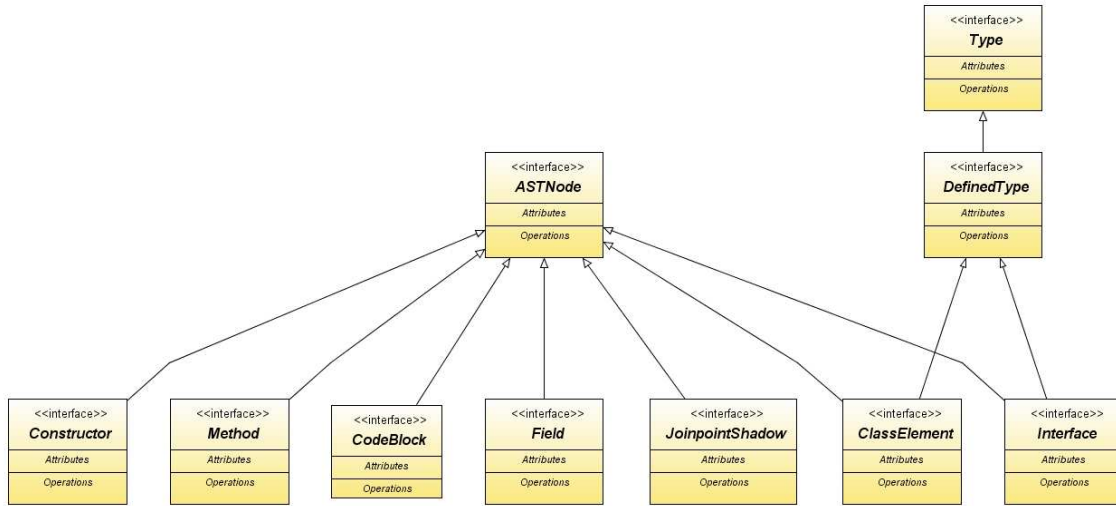 <<interface>>
Type
Attributes
Operations
<<interface>>
ASTNode
Attributes
Operations
<<interface>>
DefinedType
Attributes
Operations
<<interface>>
Constructor
Attributes
Operations
<<interface>>
Method
Attributes
Operations
<<interface>>
CodeBlock
Attributes
Operations
<<interface>>
Field
Attributes
Operations
<<interface>>
JoinpointShadow
Attributes
Operations
<<interface>>
ClassElement
Attributes
Operations
<<interface>>
Interface
Attributes
Operations